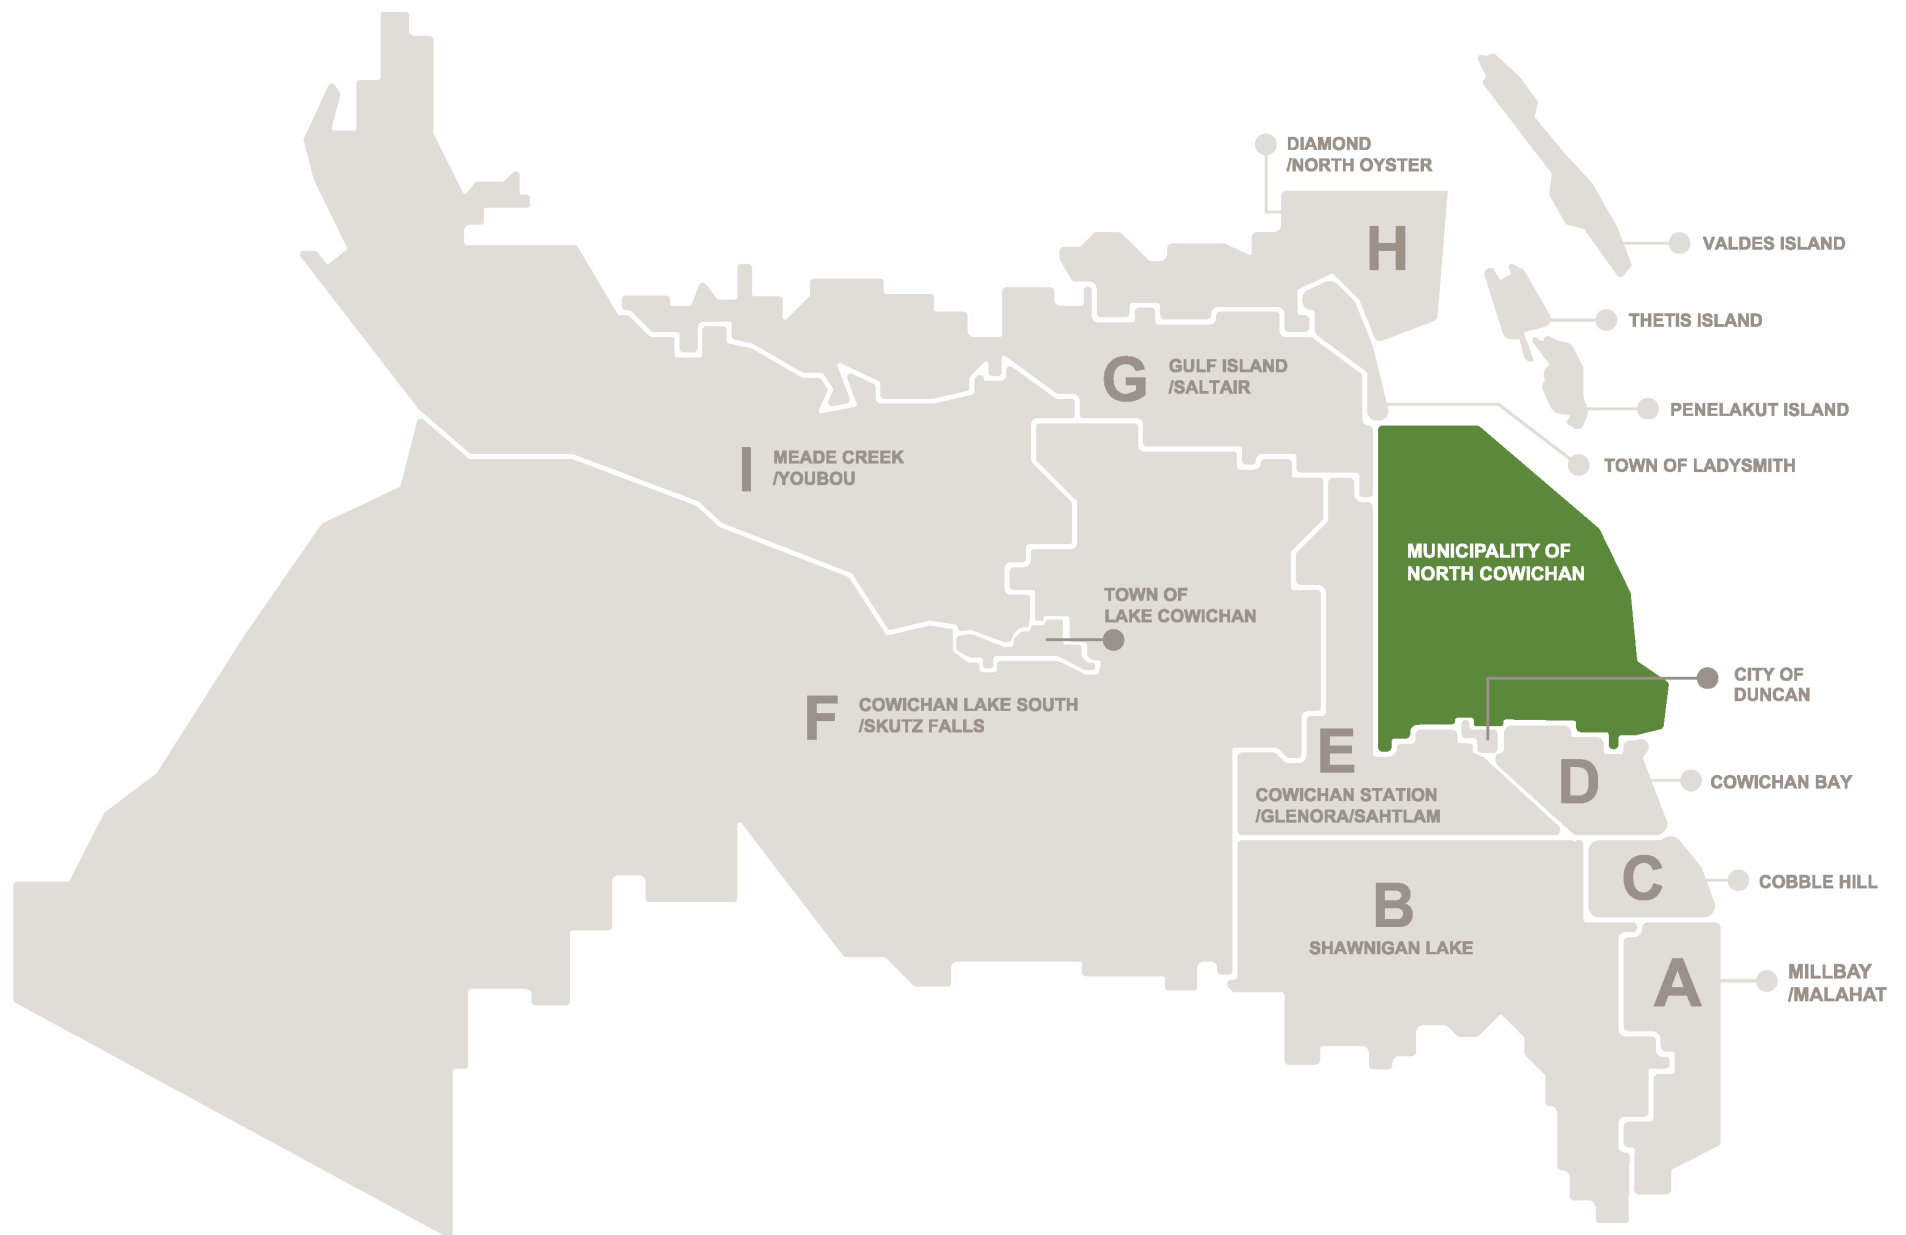 DIAMOND
/NORTH OYSTER
H
VALDES ISLAND
THETIS ISLAND
G
GULF ISLAND
/SALTAIR
PENELAKUT ISLAND
I
MEADE CREEK
/YOUBOU
TOWN OF LADYSMITH
MUNICIPALITY OF
NORTH COWICHAN
TOWN OF
LAKE COWICHAN
CITY OF
DUNCAN
F
COWICHAN LAKE SOUTH
/SKUTZ FALLS
E
COWICHAN STATION
/GLENORA/SAHTLAM
D
COWICHAN BAY
C
COBBLE HILL
B
SHAWNIGAN LAKE
A
MILLBAY
/MALAHAT